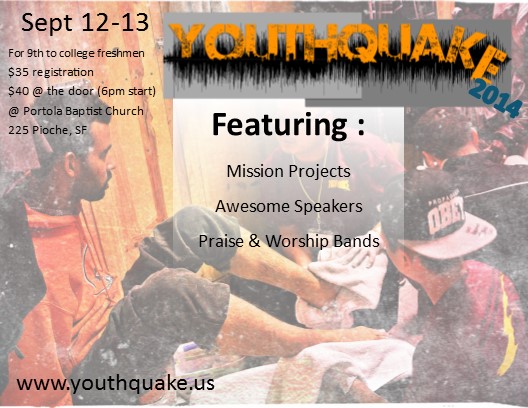 Sept 12-13
For 9th to college freshmen
$35 registration
$40 @ the door (6pm start)
@ Portola Baptist Church
225 Pioche, SF
YOUTHQUAKE
2014
Featuring :
Mission Projects
Awesome Speakers
Praise & Worship Bands
OBEY
www.youthquake.us